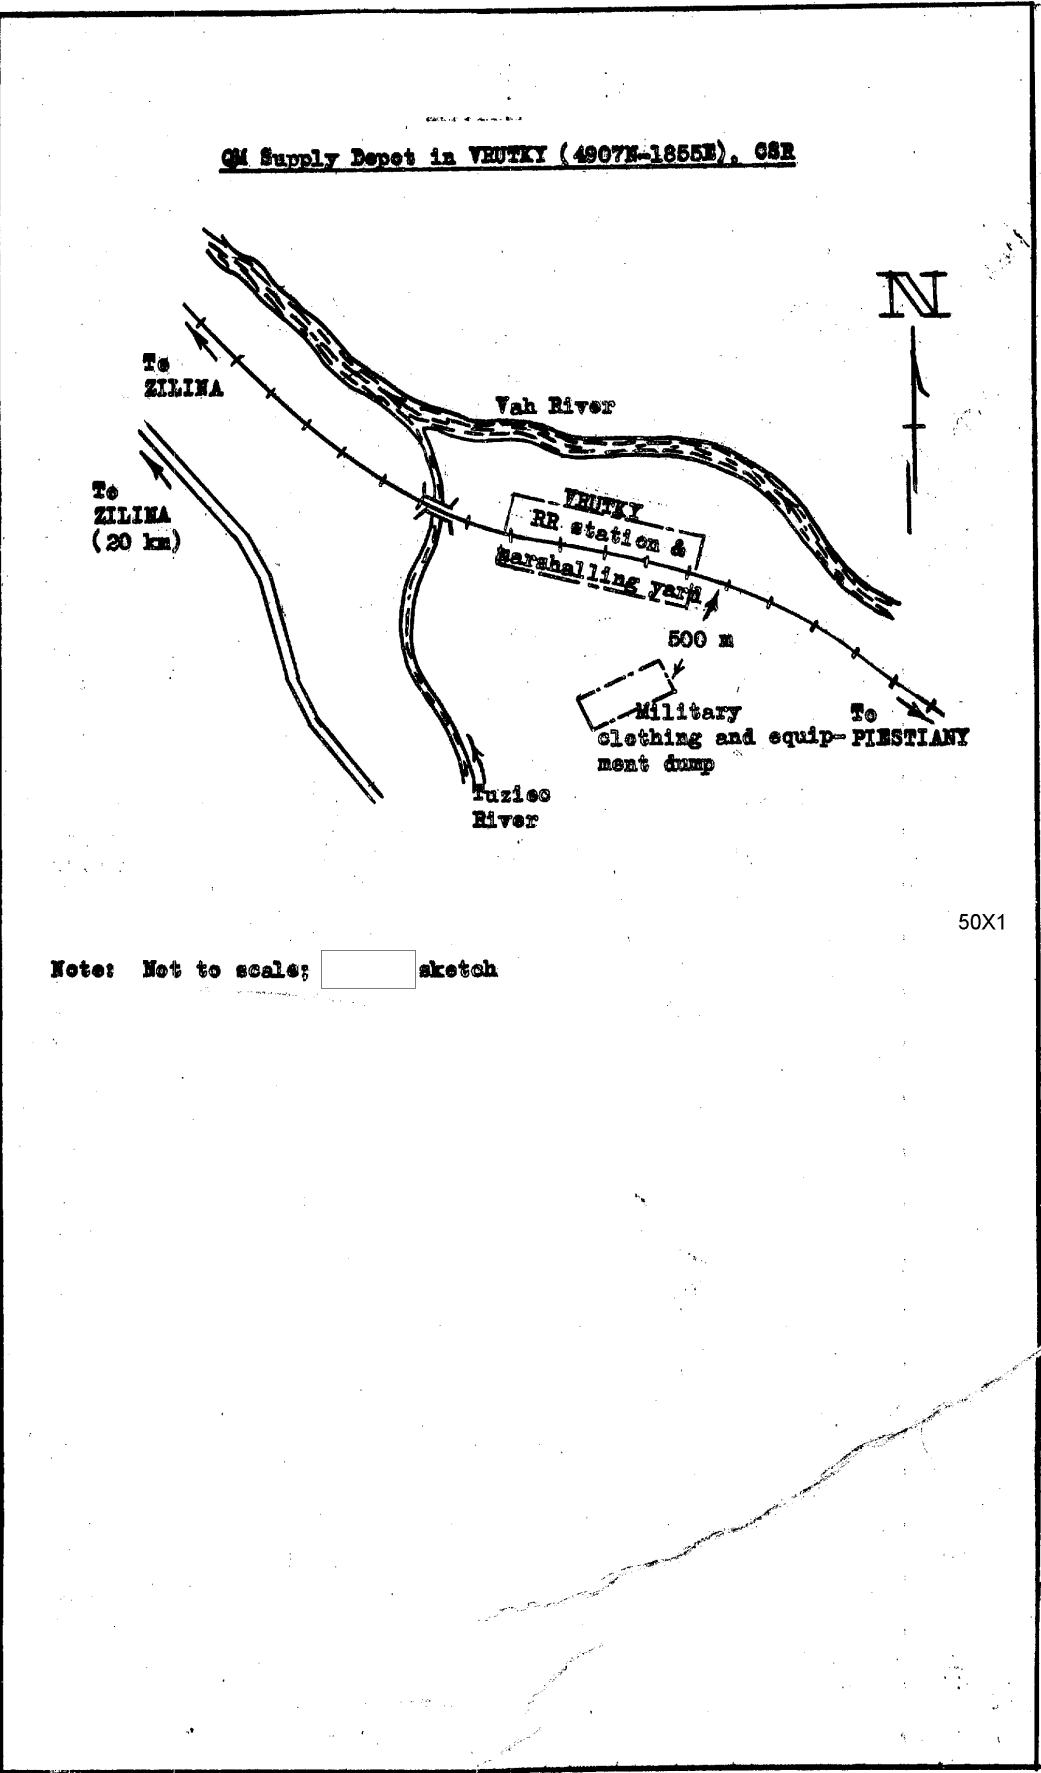 QM Supply Depot in VRUTKY (4907N-1855E), CSR
N
To
ZILINA
Vah River
To
ZILINA
(20 km)
VRUTKY
RR station &
marshalling yard
500 m
Military
clothing and equip-
ment dump
To
PIESTIANY
Tuziec
River
50X1
Note: Not to scale; sketch